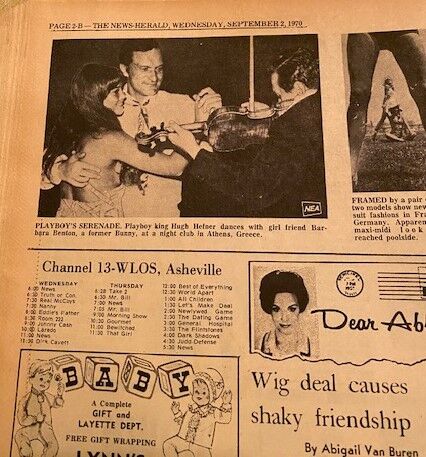 PAGE 2-B — THE NEWS-HERALD, WEDNESDAY, SEPTEMBER 2, 1970
NEA
PLAYBOY'S SERENADE. Playboy king Hugh Hefner dances with girl friend Bar-
bara Benton, a former Bunny, at a night club in Athens, Greece.
FRAMED by a pair
two models show new
suit fashions in Fra
Germany. Apparen
maxi-midi look
reached poolside.
Channel 13-WLOS, Asheville
WEDNESDAY
6:00 News
6:30 Truth or Con.
7:00 Real McCoys
7:30 Nanny
8:00 Eddie's Father
8:30 Room 222
9:00 Johnny Cash
10:00 Laredo
11:00 News
11:30 Dick Cavett
THURSDAY
6:28 Take 2
6:30 Mr. Bill
7:00 News
7:05 Mr. Bill
9:00 Morning Show
10:00 Gourmet
11:00 Bewitched
11:30 That Girl
12:00 Best of Everything
12:30 World Apart
1:00 All Children
1:30 Let's Make Deal
2:00 Newlywed Game
2:30 The Dating Game
3:00 General Hospital
3:30 The Flintstones
4:00 Dark Shadows
4:30 Judd-Defense
5:30 News
Dear Ab
Wig deal causes
shaky friendship
By Abigail Van Buren
BABY
A Complete
GIFT and
LAYETTE DEPT.
FREE GIFT WRAPPING
LYNN'S